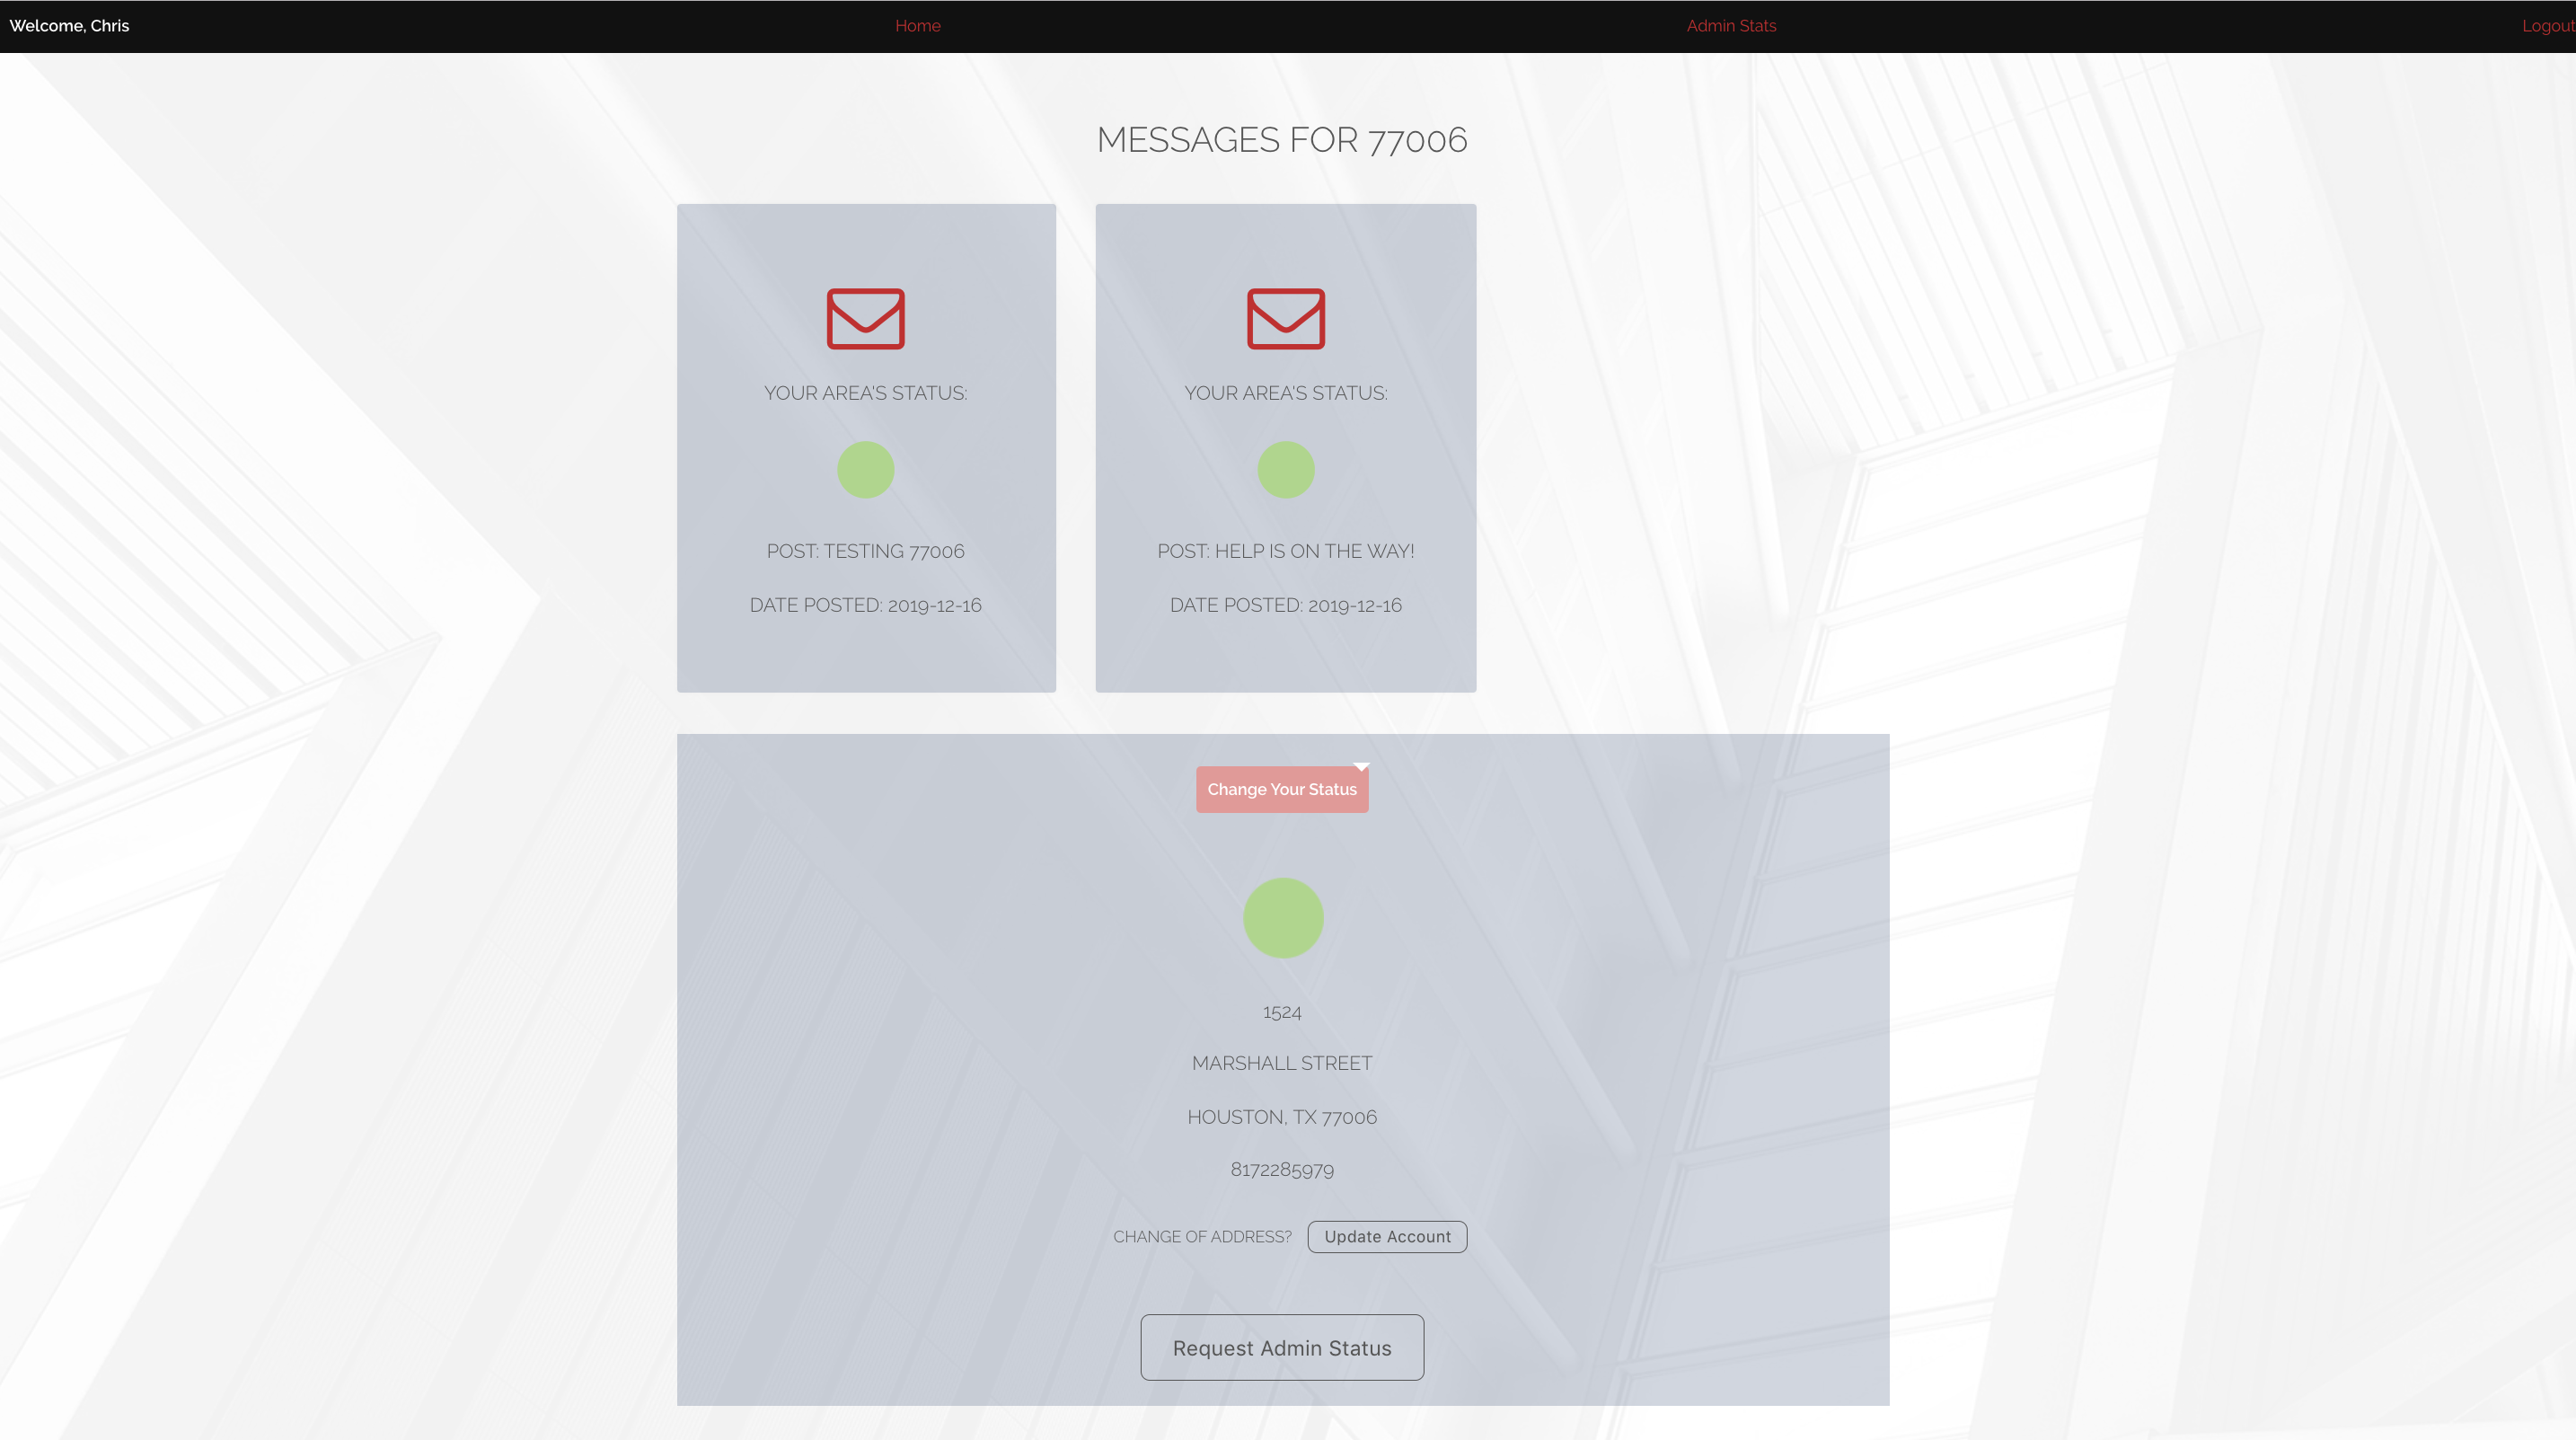 Welcome, Chris
Home
Admin Stats
Logout
MESSAGES FOR 77006
YOUR AREA'S STATUS:
POST: TESTING 77006
DATE POSTED: 2019-12-16
YOUR AREA'S STATUS:
POST: HELP IS ON THE WAY!
DATE POSTED: 2019-12-16
Change Your Status
1524
MARSHALL STREET
HOUSTON, TX 77006
8172285979
CHANGE OF ADDRESS?
Update Account
Request Admin Status